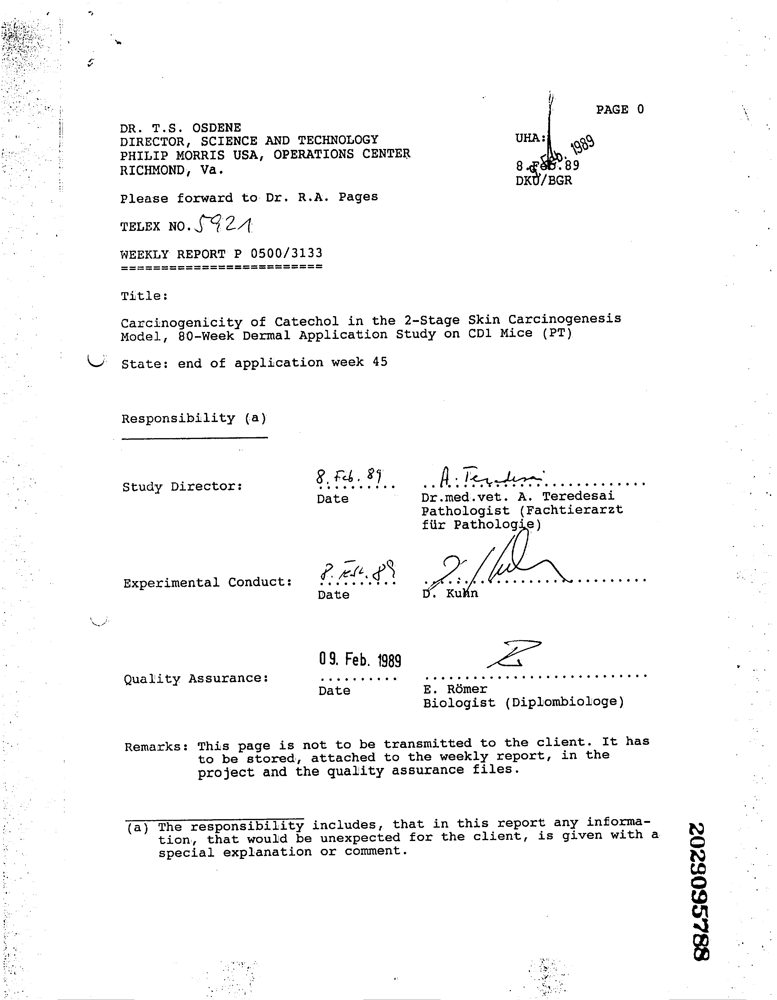 PAGE 0
DR. T.S. OSDENE
DIRECTOR, SCIENCE AND TECHNOLOGY
PHILIP MORRIS USA, OPERATIONS CENTER
RICHMOND, Va.
UHA:
8. Feb. 89
DKU/BGR
Please forward to Dr. R.A. Pages
TELEX NO. 5921
WEEKLY REPORT P 0500/3133
=========================
Title:
Carcinogenicity of Catechol in the 2-Stage Skin Carcinogenesis
Model, 80-Week Dermal Application Study on CD1 Mice (PT)
State: end of application week 45
Responsibility (a)
Study Director:
8. Feb. 89
Date
A. Teredesai
Dr.med.vet. A. Teredesai
Pathologist (Fachtierarzt
für Pathologie)
Experimental Conduct:
8. Feb. 89
Date
D. Kuhn
Quality Assurance:
09. Feb. 1989
Date
E. Römer
Biologist (Diplombiologe)
Remarks: This page is not to be transmitted to the client. It has
to be stored, attached to the weekly report, in the
project and the quality assurance files.
(a) The responsibility includes, that in this report any informa-
tion, that would be unexpected for the client, is given with a
special explanation or comment.
2029095788